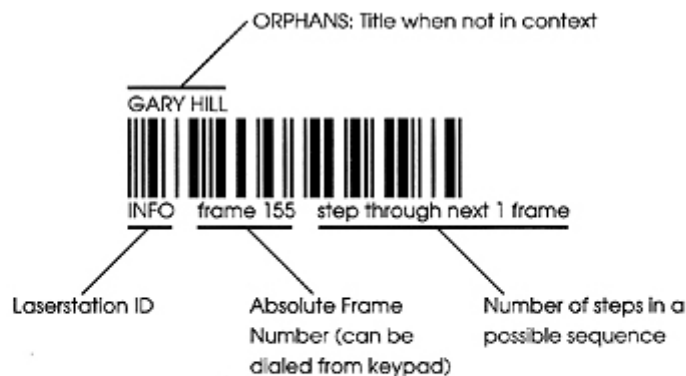 ORPHANS: Title when not in context
GARY HILL
INFO frame 155 step through next 1 frame
Laserstation ID
Absolute Frame
Number (can be
dialed from keypad)
Number of steps in a
possible sequence